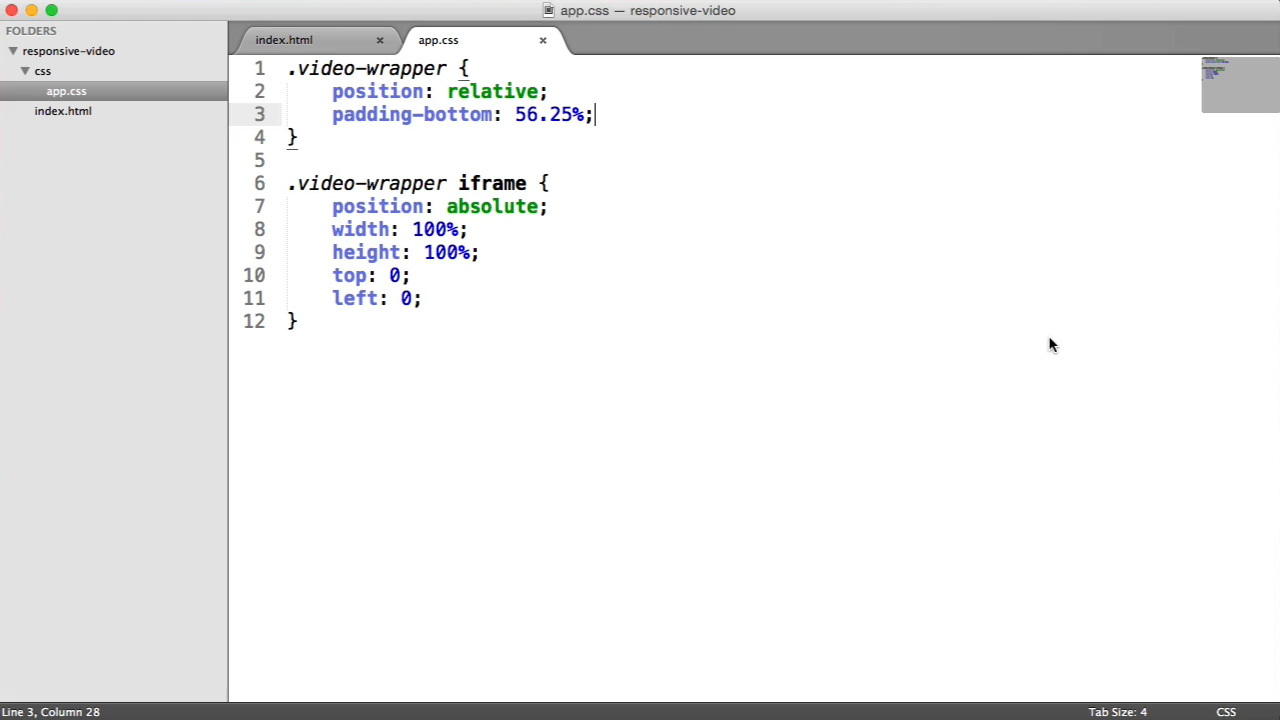 app.css — responsive-video
FOLDERS
responsive-video
css
app.css
index.html
index.html ×
app.css ×
1 .video-wrapper {
2 position: relative;
3 padding-bottom: 56.25%;
4 }
5
6 .video-wrapper iframe {
7 position: absolute;
8 width: 100%;
9 height: 100%;
10 top: 0;
11 left: 0;
12 }
Line 3, Column 28
Tab Size: 4
CSS